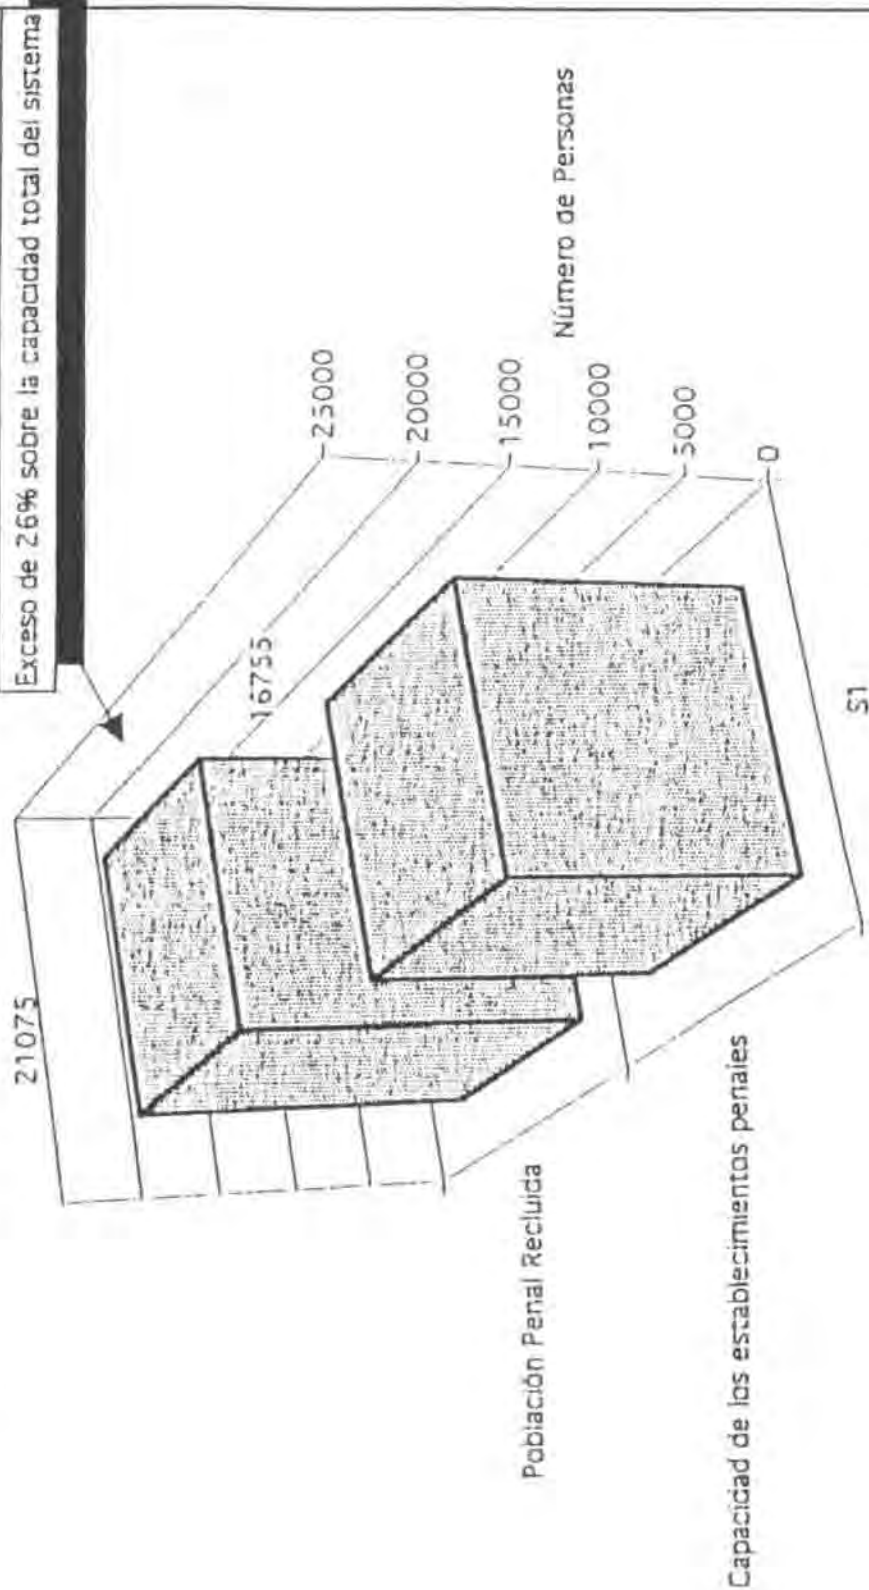 Exceso de 26% sobre la capacidad total del sistema
21075
16755
25000
20000
15000
10000
5000
0
Número de Personas
Población Penal Recluida
Capacidad de los establecimientos penales
S1